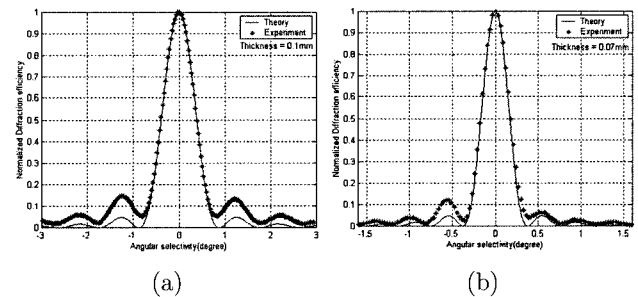 Theory
Experiment
Thickness = 0.1mm
Normalized Diffraction efficiency
1
0.9
0.8
0.7
0.6
0.5
0.4
0.3
0.2
0.1
0
-3 -2 -1 0 1 2 3
Angular selectivity(degree)
(a)
Theory
Experiment
Thickness = 0.07mm
Normalized Diffraction efficiency
1
0.9
0.8
0.7
0.6
0.5
0.4
0.3
0.2
0.1
0
-1.5 -1 -0.5 0 0.5 1 1.5
Angular selectivity(degree)
(b)